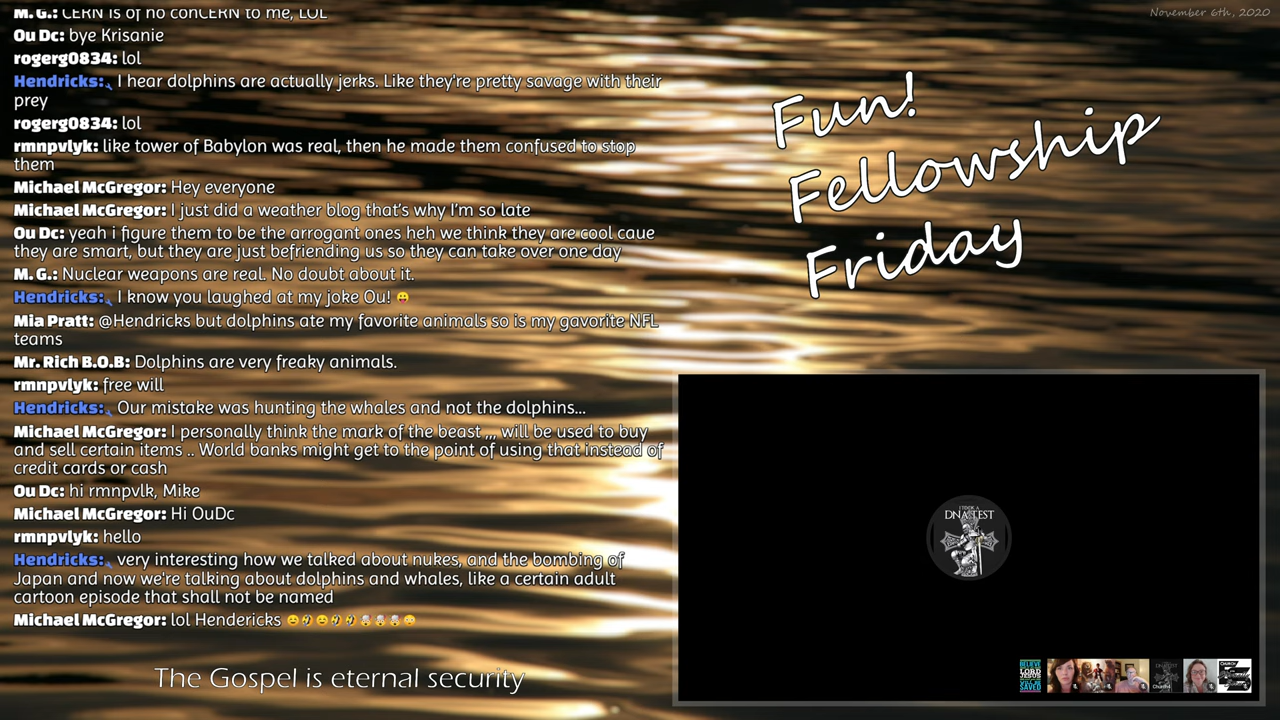 M. G.: CERN is of no conCERN to me, LOL
Ou Dc: bye Krisanie
rogerg0834: lol
Hendricks: I hear dolphins are actually jerks. Like they're pretty savage with their
prey
rogerg0834: lol
rmnpvlyk: like tower of Babylon was real, then he made them confused to stop
them
Michael McGregor: Hey everyone
Michael McGregor: I just did a weather blog that's why I'm so late
Ou Dc: yeah i figure them to be the arrogant ones heh we think they are cool caue
they are smart, but they are just befriending us so they can take over one day
M. G.: Nuclear weapons are real. No doubt about it.
Hendricks: I know you laughed at my joke Ou! 😛
Mia Pratt: @Hendricks but dolphins ate my favorite animals so is my gavorite NFL
teams
Mr. Rich B.O.B: Dolphins are very freaky animals.
rmnpvlyk: free will
Hendricks: Our mistake was hunting the whales and not the dolphins...
Michael McGregor: I personally think the mark of the beast ,,, will be used to buy
and sell certain items .. World banks might get to the point of using that instead of
credit cards or cash
Ou Dc: hi rmnpvlk, Mike
Michael McGregor: Hi OuDc
rmnpvlyk: hello
Hendricks: very interesting how we talked about nukes, and the bombing of
Japan and now we're talking about dolphins and whales, like a certain adult
cartoon episode that shall not be named
Michael McGregor: lol Hendericks
The Gospel is eternal security
November 6th, 2020
Fun!
Fellowship
Friday
I TOOK A
DNA TEST
BELIEVE
LORD
JESUS
SAVED